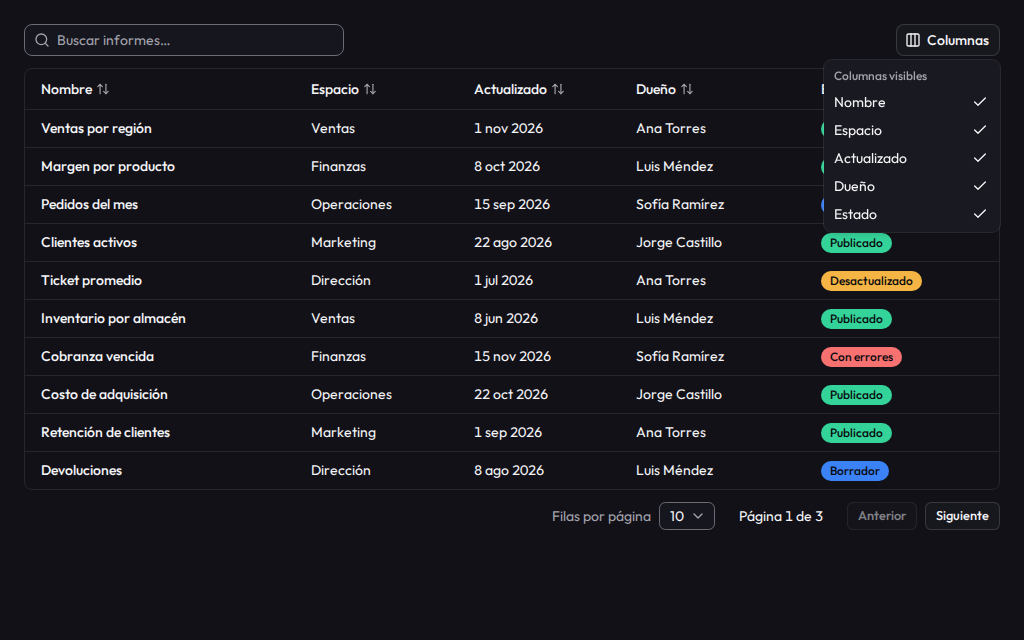 Buscar informes…
Columnas
Columnas visibles
Nombre
Espacio
Actualizado
Dueño
Estado
Nombre Espacio Actualizado Dueño
Ventas por región Ventas 1 nov 2026 Ana Torres
Margen por producto Finanzas 8 oct 2026 Luis Méndez
Pedidos del mes Operaciones 15 sep 2026 Sofía Ramírez
Clientes activos Marketing 22 ago 2026 Jorge Castillo Publicado
Ticket promedio Dirección 1 jul 2026 Ana Torres Desactualizado
Inventario por almacén Ventas 8 jun 2026 Luis Méndez Publicado
Cobranza vencida Finanzas 15 nov 2026 Sofía Ramírez Con errores
Costo de adquisición Operaciones 22 oct 2026 Jorge Castillo Publicado
Retención de clientes Marketing 1 sep 2026 Ana Torres Publicado
Devoluciones Dirección 8 ago 2026 Luis Méndez Borrador
Filas por página 10 Página 1 de 3 Anterior Siguiente